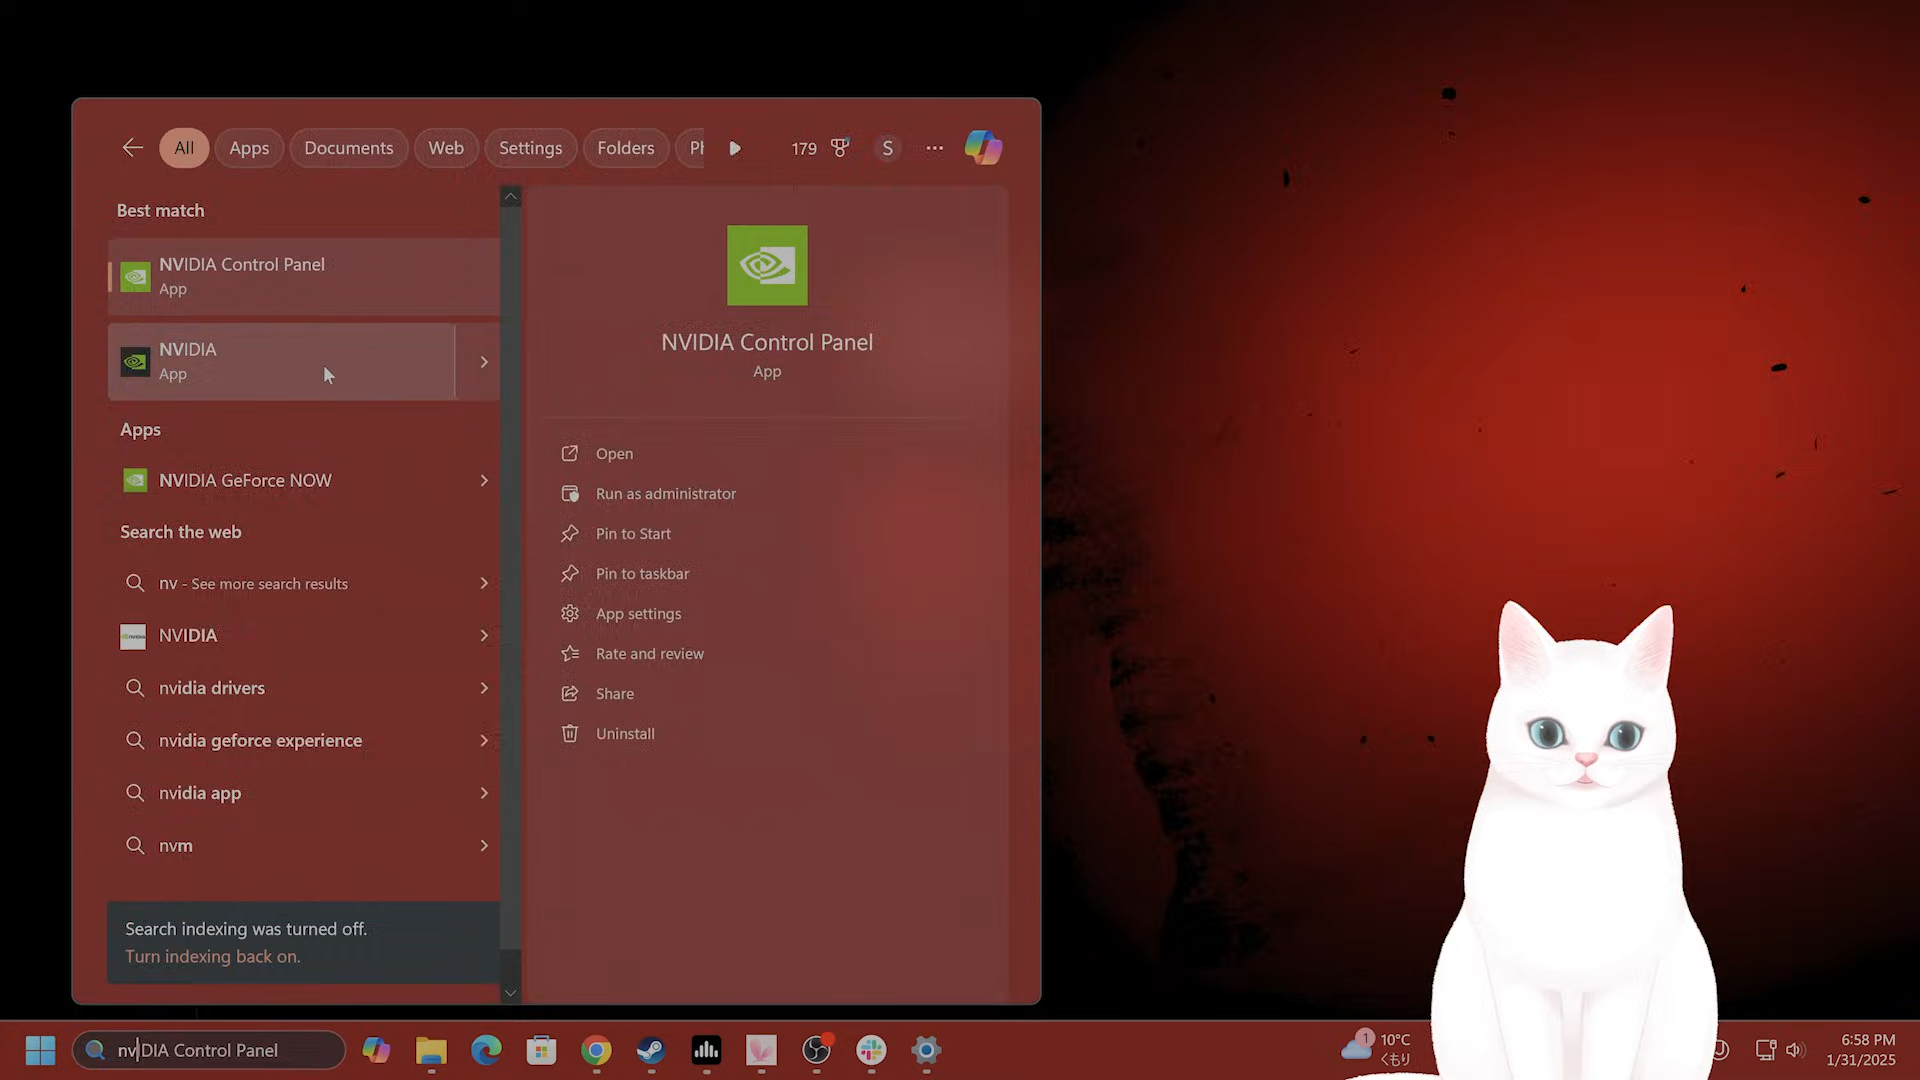 All
Apps
Documents
Web
Settings
Folders
179
S
Best match
NVIDIA Control Panel
App
NVIDIA
App
Apps
NVIDIA GeForce NOW
Search the web
nv - See more search results
NVIDIA
nvidia drivers
nvidia geforce experience
nvidia app
nvm
Search indexing was turned off.
Turn indexing back on.
NVIDIA Control Panel
App
Open
Run as administrator
Pin to Start
Pin to taskbar
App settings
Rate and review
Share
Uninstall
nvIDIA Control Panel
1
10°C
くもり
6:58 PM
1/31/2025